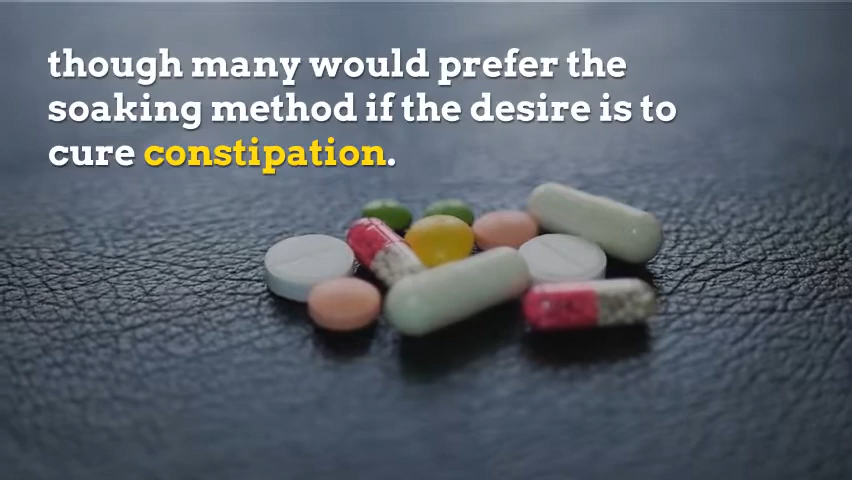 though many would prefer the
soaking method if the desire is to
cure constipation.